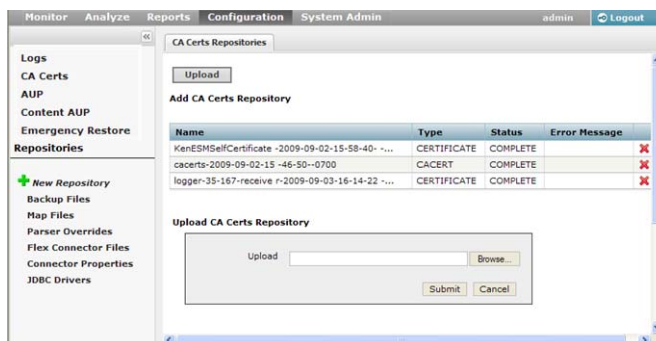 Monitor Analyze Reports Configuration System Admin admin Logout
CA Certs Repositories
Logs
CA Certs
AUP
Content AUP
Emergency Restore
Repositories
New Repository
Backup Files
Map Files
Parser Overrides
Flex Connector Files
Connector Properties
JDBC Drivers
Upload
Add CA Certs Repository
Name Type Status Error Message
KenESMSelfCertificate -2009-09-02-15-58-40- -... CERTIFICATE COMPLETE
cacerts-2009-09-02-15 -46-50--0700 CACERT COMPLETE
logger-35-167-receive r-2009-09-03-16-14-22 -... CERTIFICATE COMPLETE
Upload CA Certs Repository
Upload Browse...
Submit Cancel